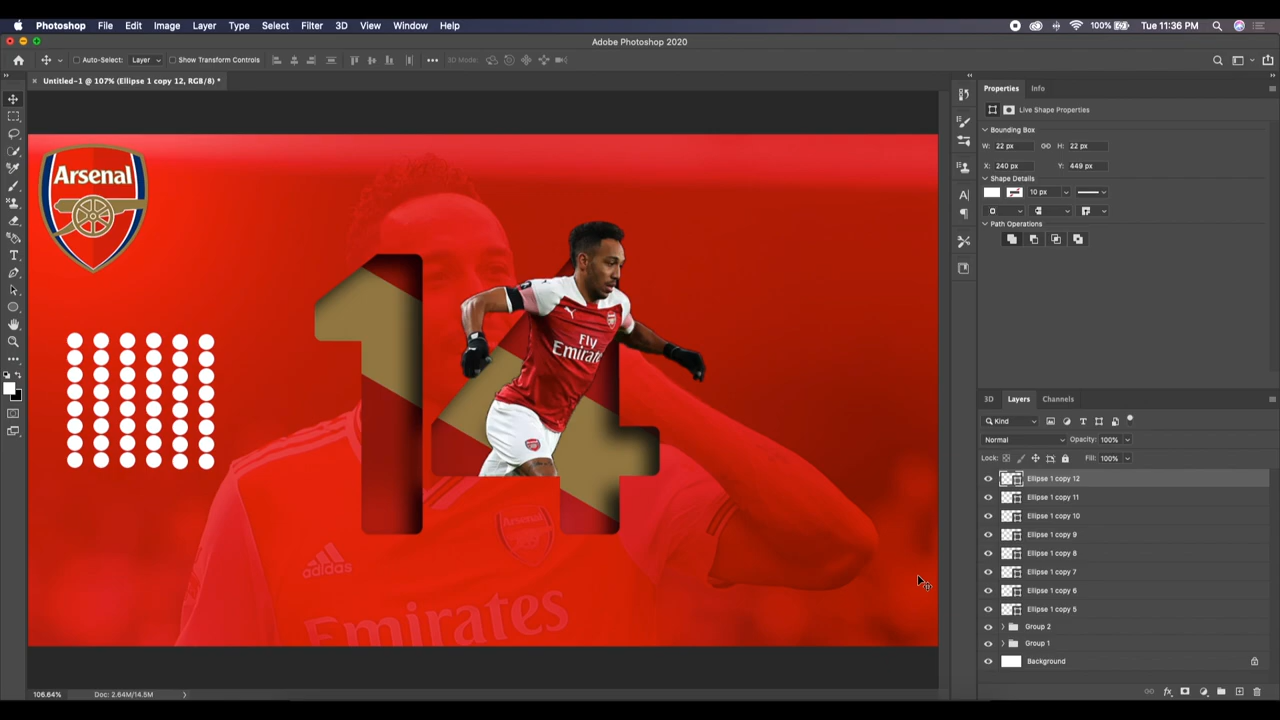 Photoshop File Edit Image Layer Type Select Filter 3D View Window Help 100% Tue 11:36 PM
Adobe Photoshop 2020
Auto-Select: Layer Show Transform Controls 3D Mode:
Untitled-1 @ 107% (Ellipse 1 copy 12, RGB/8) *
Properties Info
Live Shape Properties
Bounding Box
W: 22 px H: 22 px
X: 240 px Y: 449 px
Shape Details
10 px
Path Operations
Arsenal
14
Fly
Emirates
Arsenal
adidas
Emirates
3D Layers Channels
Kind
Normal Opacity: 100%
Lock: Fill: 100%
Ellipse 1 copy 12
Ellipse 1 copy 11
Ellipse 1 copy 10
Ellipse 1 copy 9
Ellipse 1 copy 8
Ellipse 1 copy 7
Ellipse 1 copy 6
Ellipse 1 copy 5
Group 2
Group 1
Background
106.64% Doc: 2.64M/14.5M